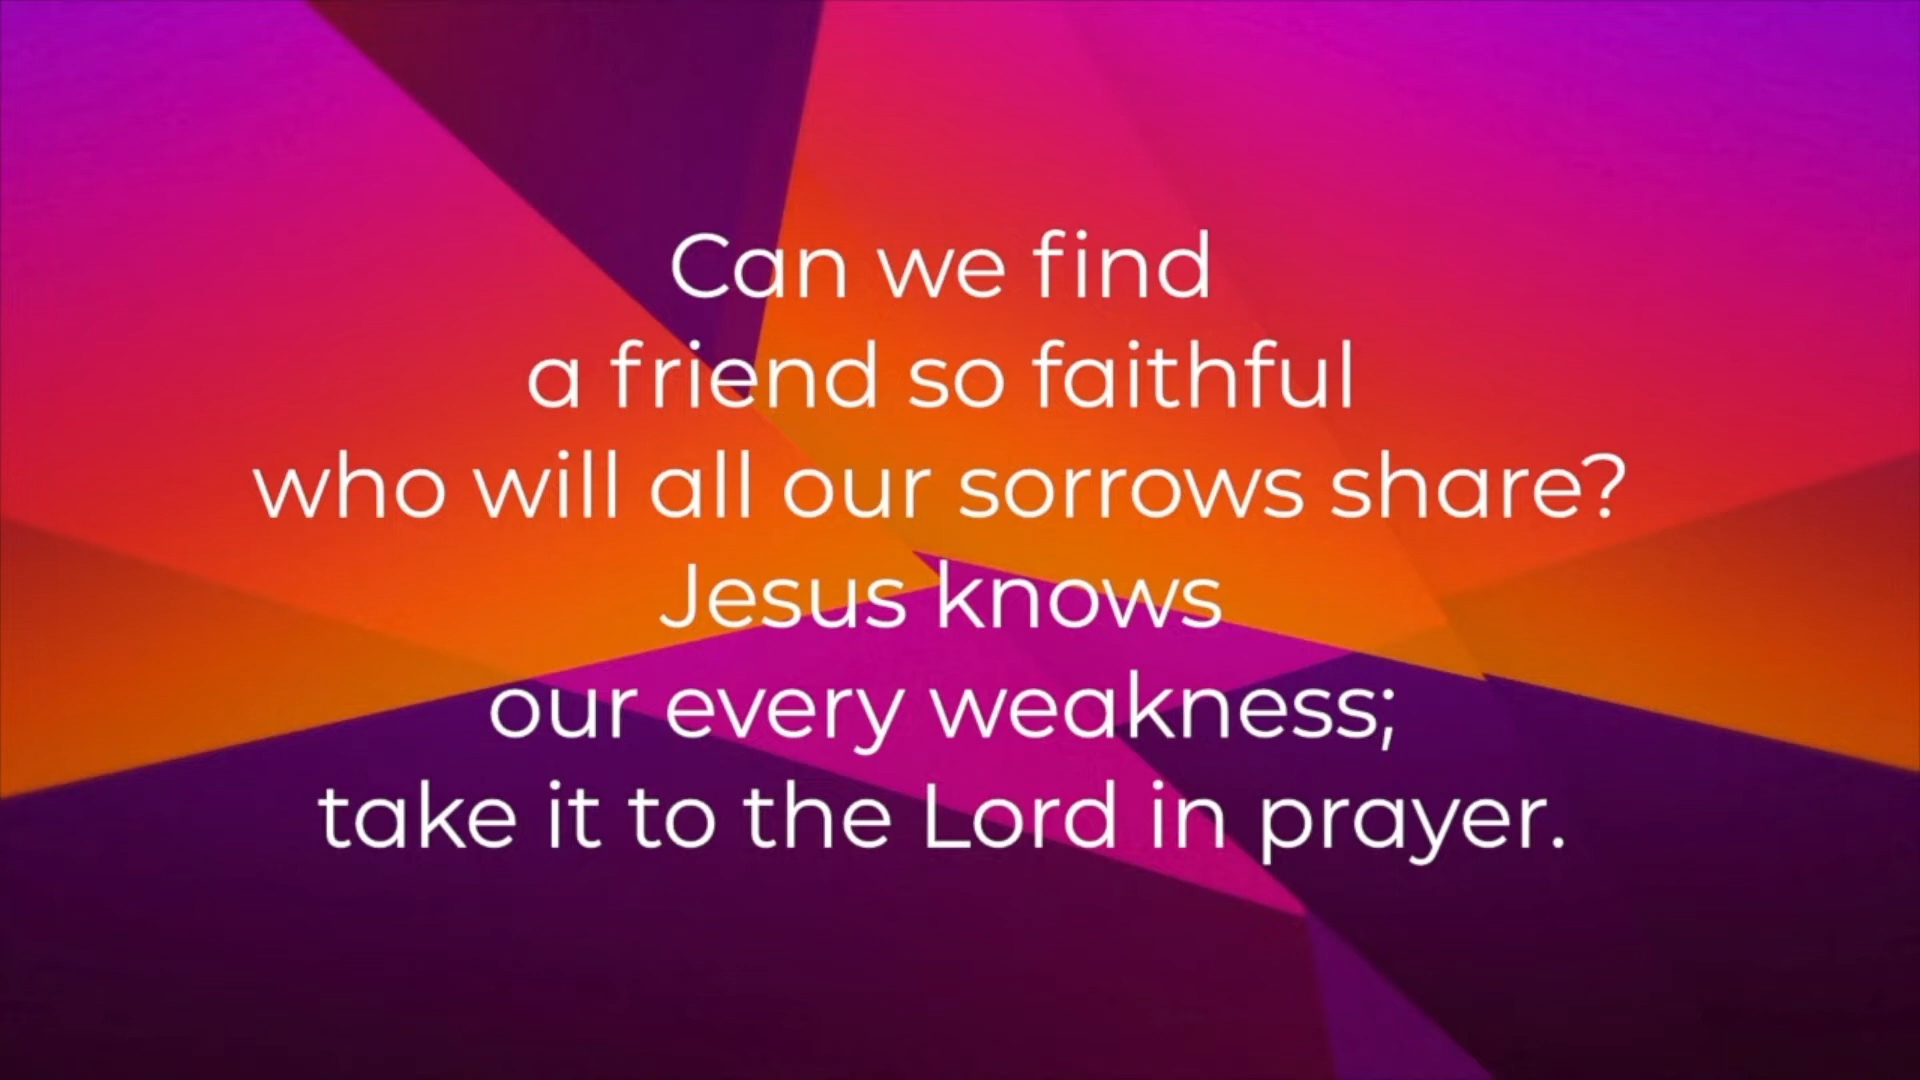 Can we find
a friend so faithful
who will all our sorrows share?
Jesus knows
our every weakness;
take it to the Lord in prayer.